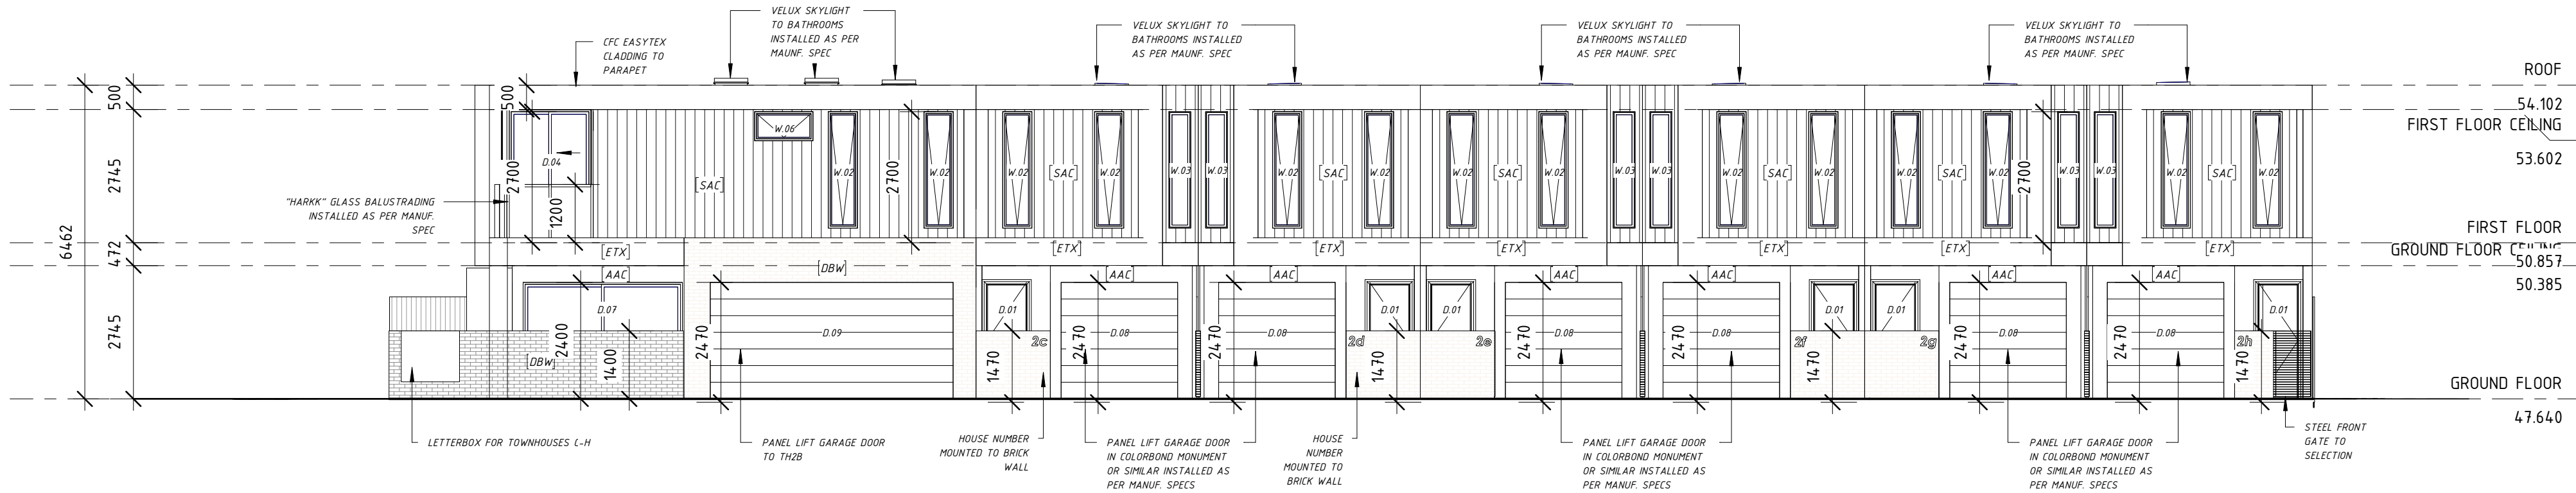 VELUX SKYLIGHT
TO BATHROOMS
INSTALLED AS PER
MAUNF. SPEC
VELUX SKYLIGHT TO
BATHROOMS INSTALLED
AS PER MAUNF. SPEC
VELUX SKYLIGHT TO
BATHROOMS INSTALLED
AS PER MAUNF. SPEC
VELUX SKYLIGHT TO
BATHROOMS INSTALLED
AS PER MAUNF. SPEC
CFC EASYTEX
CLADDING TO
PARAPET
ROOF
54.102
FIRST FLOOR CEILING
53.602
FIRST FLOOR
GROUND FLOOR CEILING
50.857
50.385
GROUND FLOOR
47.640
6462
500
2745
472
2745
500
2700
D.04
1200
[SAC]
W.06
W.02
2700
W.02
W.02
[SAC]
W.02
W.03
W.03
W.02
[SAC]
W.02
W.02
[SAC]
W.02
W.03
W.03
W.02
[SAC]
W.02
W.02
[SAC]
W.02
2700
W.03
W.03
W.02
[SAC]
W.02
"HARKK" GLASS BALUSTRADING
INSTALLED AS PER MANUF.
SPEC
[ETX]
[DBW]
[ETX]
[ETX]
[ETX]
[ETX]
[ETX]
[ETX]
[AAC]
[AAC]
[AAC]
[AAC]
[AAC]
[AAC]
[AAC]
D.07
[DBW]
2400
1400
2470
D.09
D.01
1470
2c
2470
D.08
2470
D.08
2d
D.01
1470
D.01
2e
2470
D.08
2470
D.08
2f
D.01
1470
D.01
2g
2470
D.08
2470
D.08
2h
1470
D.01
LETTERBOX FOR TOWNHOUSES C-H
PANEL LIFT GARAGE DOOR
TO TH2B
HOUSE NUMBER
MOUNTED TO BRICK
WALL
PANEL LIFT GARAGE DOOR
IN COLORBOND MONUMENT
OR SIMILAR INSTALLED AS
PER MANUF. SPECS
HOUSE
NUMBER
MOUNTED TO
BRICK WALL
PANEL LIFT GARAGE DOOR
IN COLORBOND MONUMENT
OR SIMILAR INSTALLED AS
PER MANUF. SPECS
PANEL LIFT GARAGE DOOR
IN COLORBOND MONUMENT
OR SIMILAR INSTALLED AS
PER MANUF. SPECS
STEEL FRONT
GATE TO
SELECTION